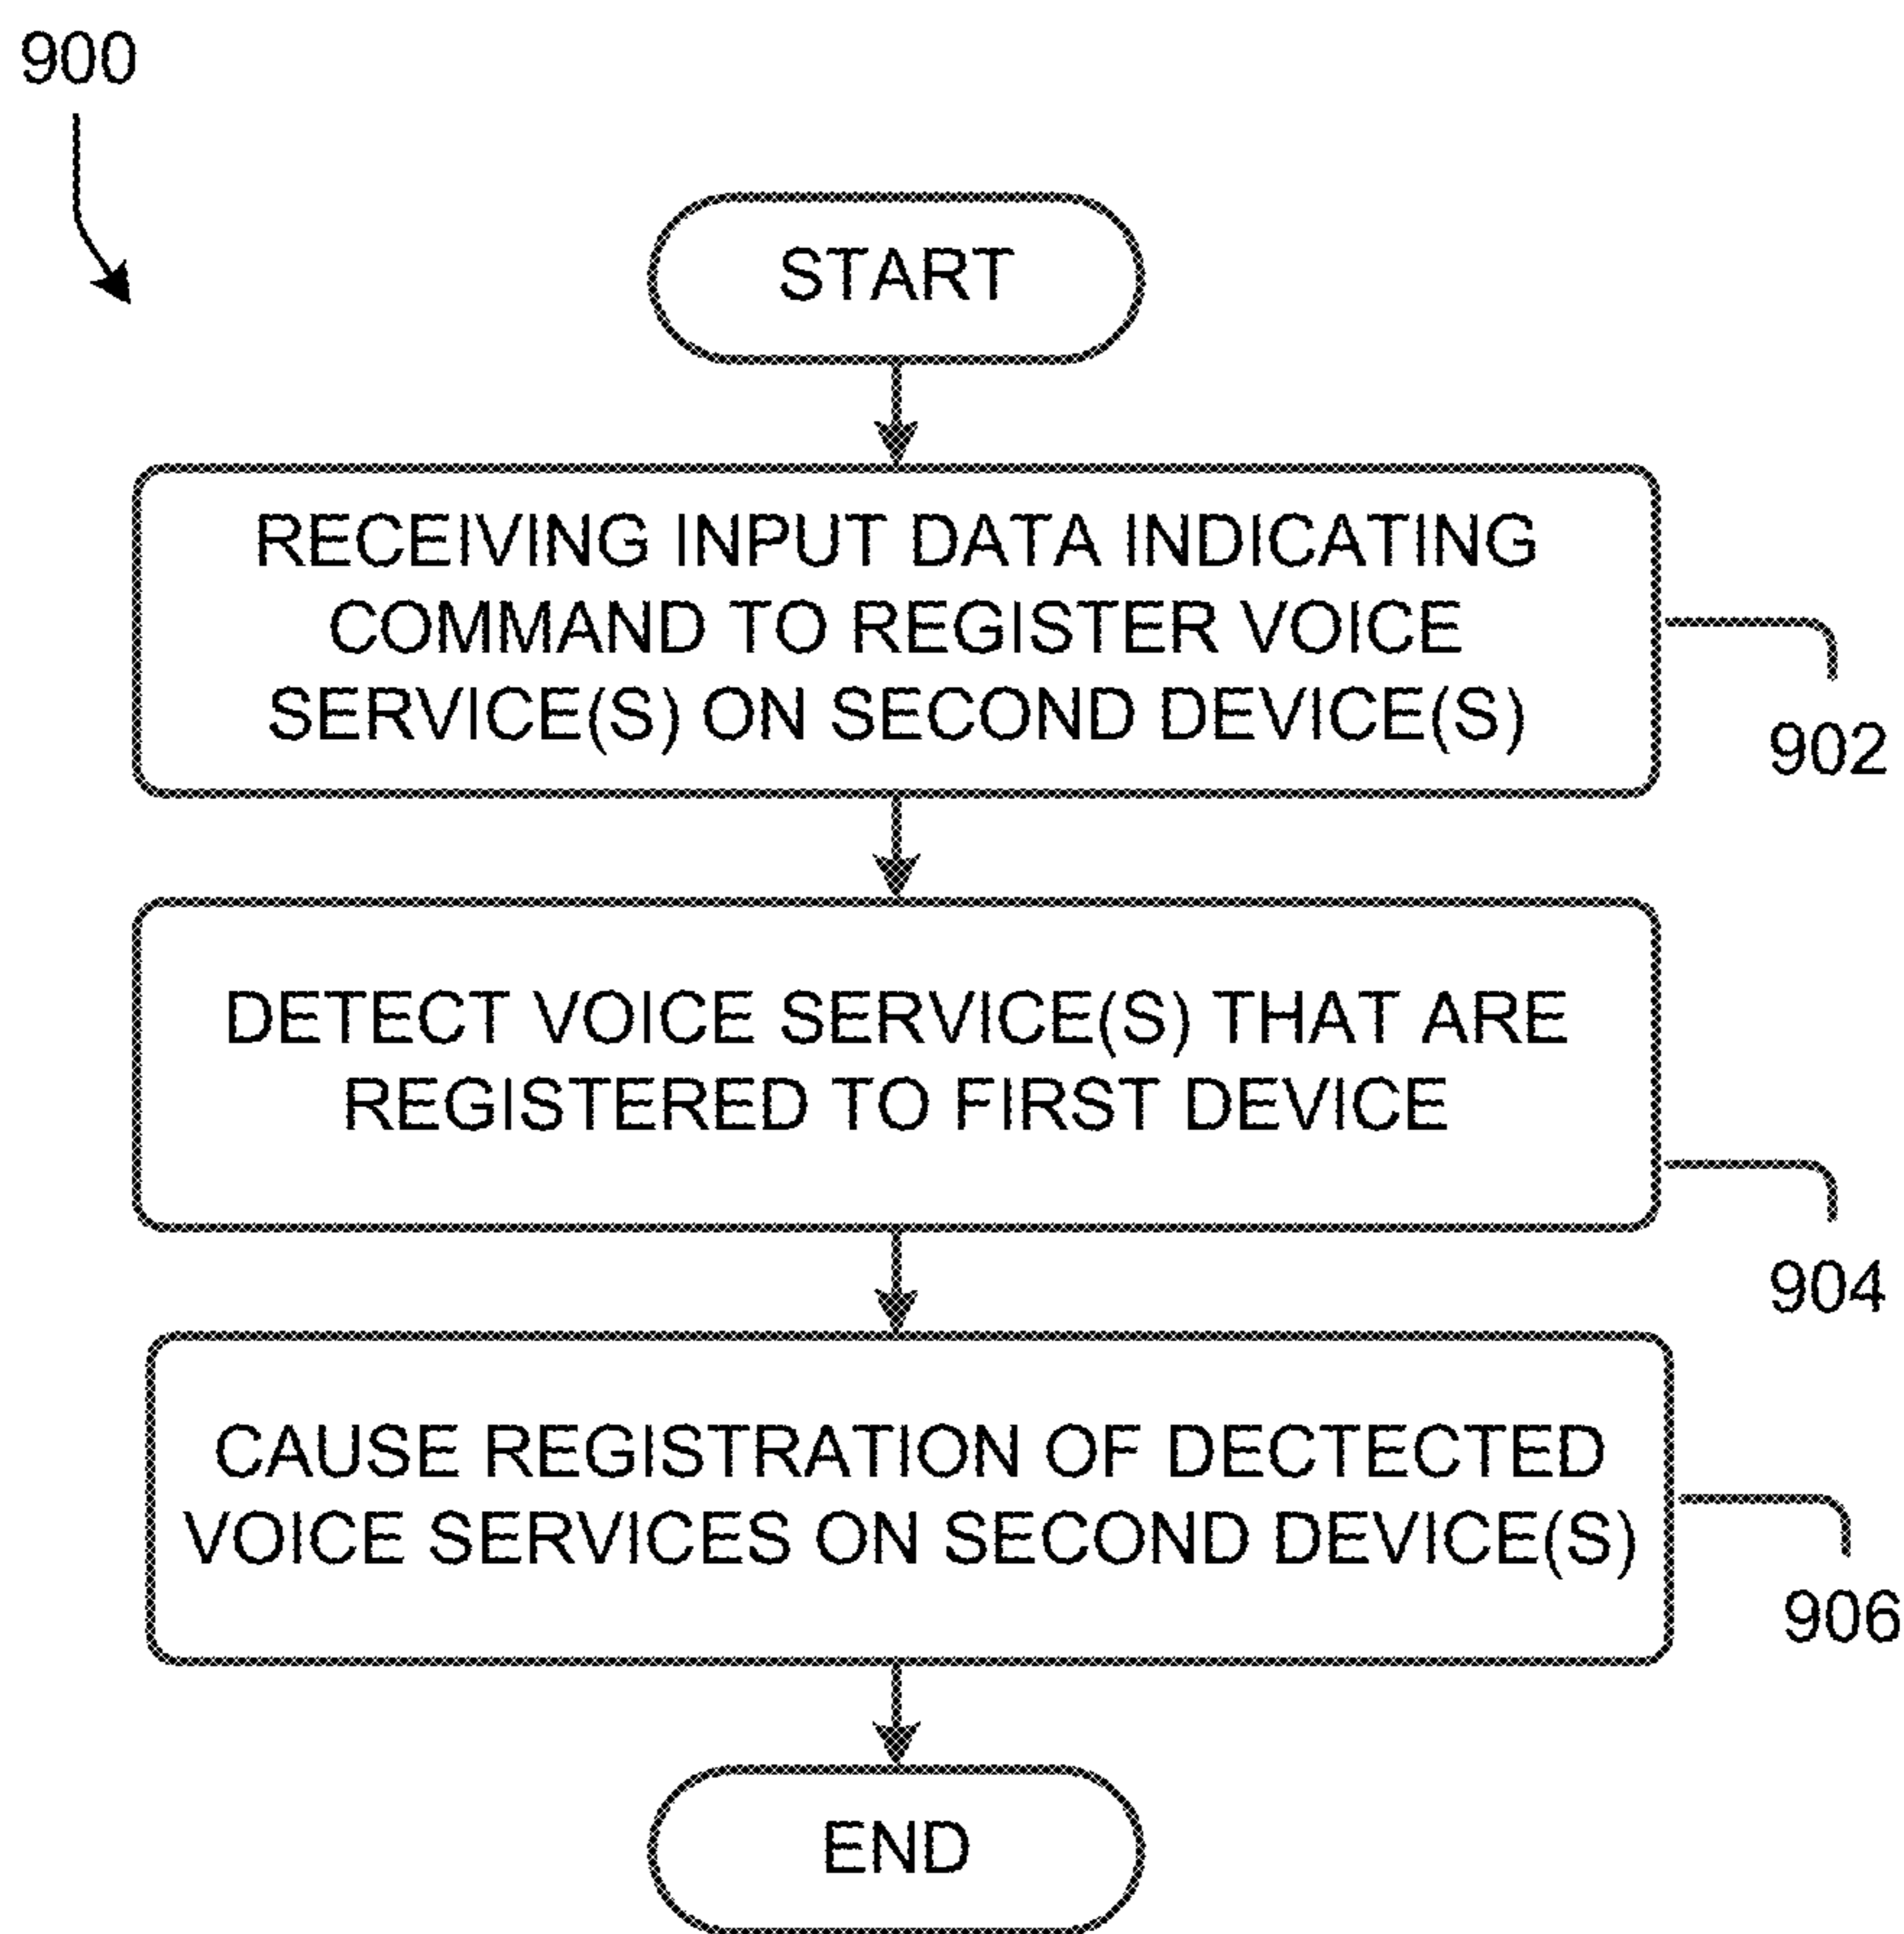 900
START
RECEIVING INPUT DATA INDICATING
COMMAND TO REGISTER VOICE
SERVICE(S) ON SECOND DEVICE(S)
902
DETECT VOICE SERVICE(S) THAT ARE
REGISTERED TO FIRST DEVICE
904
CAUSE REGISTRATION OF DECTECTED
VOICE SERVICES ON SECOND DEVICE(S)
906
END